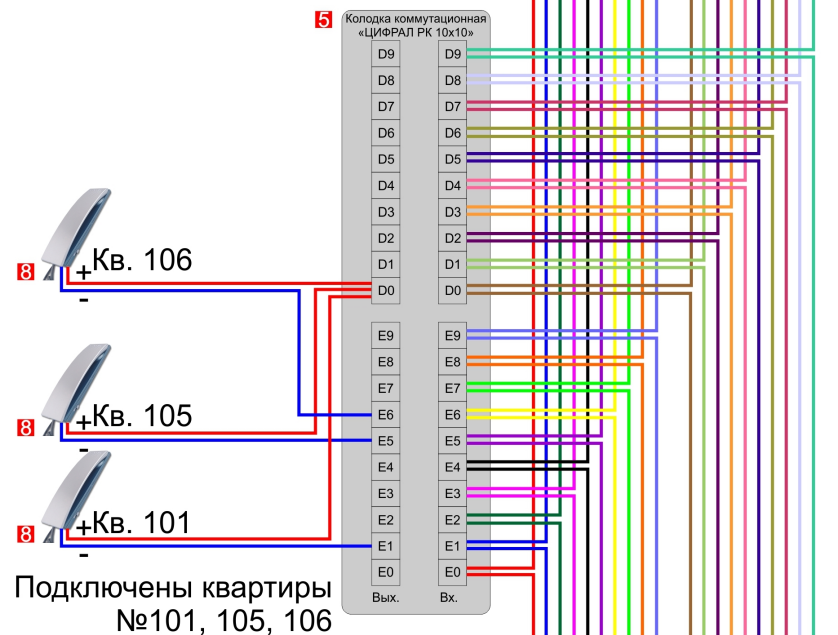 5
Колодка коммутационная
«ЦИФРАЛ РК 10х10»
D9 D9
D8 D8
D7 D7
D6 D6
D5 D5
D4 D4
D3 D3
D2 D2
D1 D1
D0 D0
E9 E9
E8 E8
E7 E7
E6 E6
E5 E5
E4 E4
E3 E3
E2 E2
E1 E1
E0 E0
Вых. Вх.
8 + Кв. 106
-
8 + Кв. 105
-
8 + Кв. 101
-
Подключены квартиры
№101, 105, 106